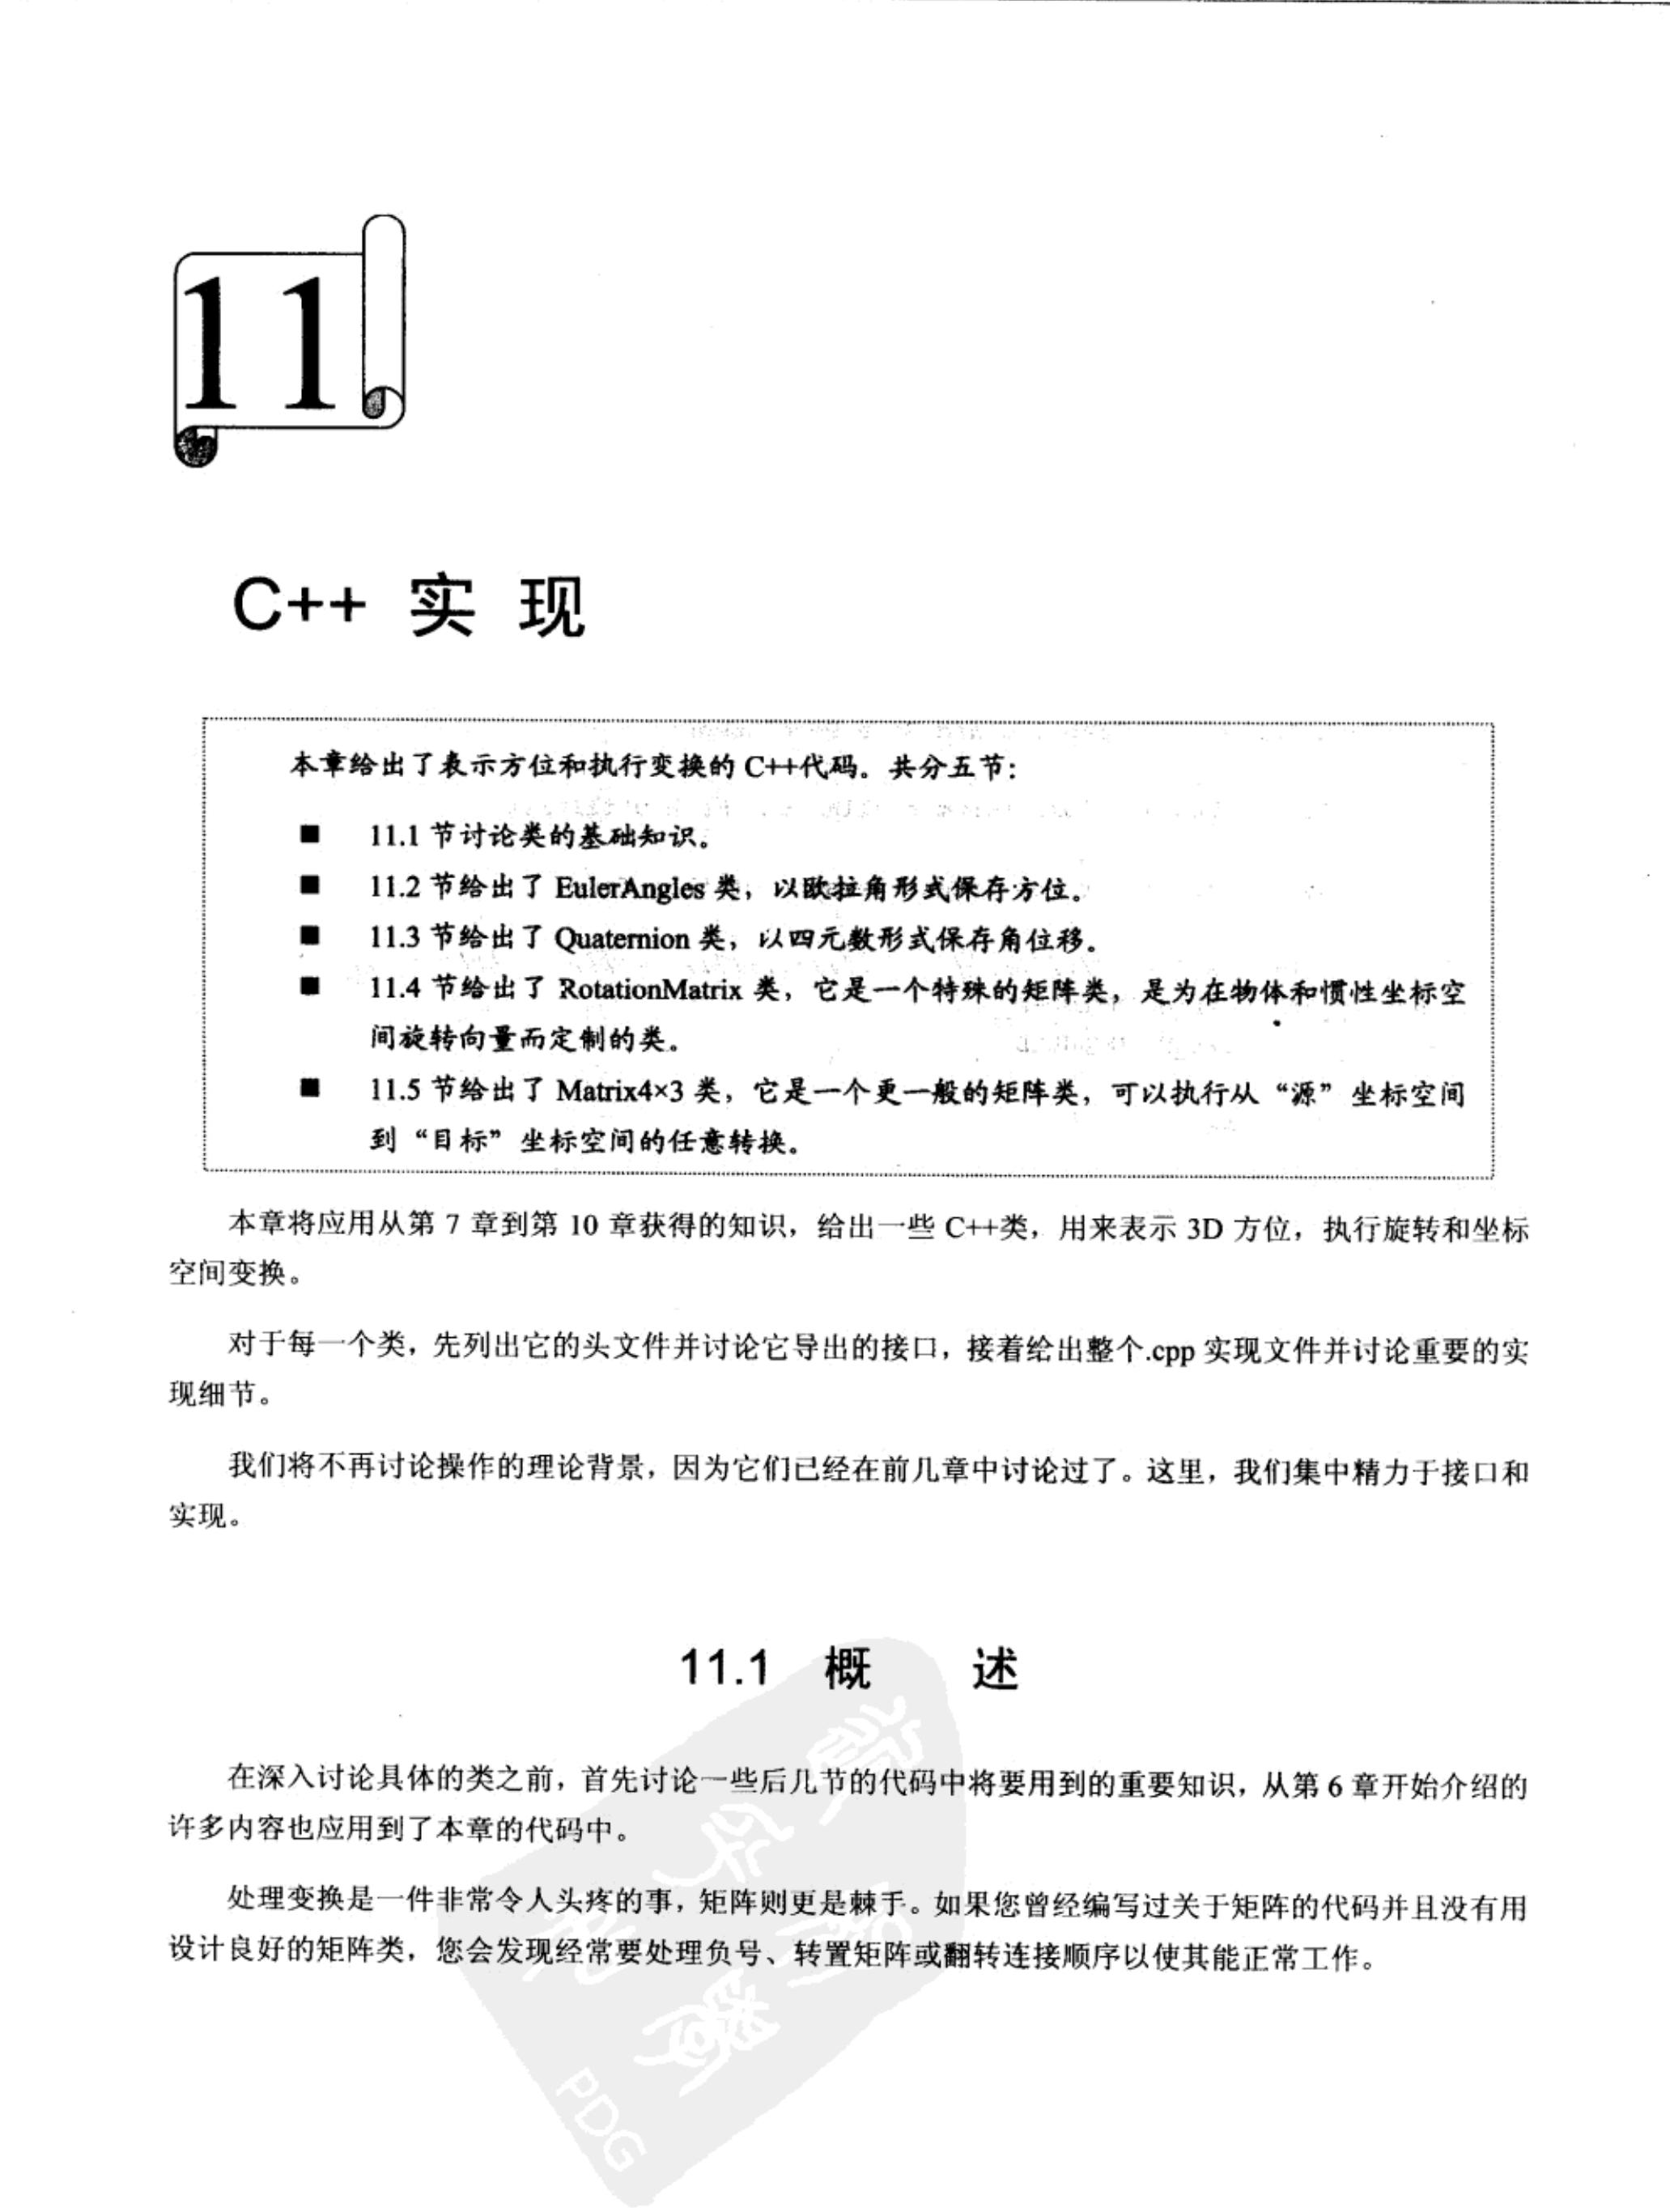 11
C++ 实 现
本章给出了表示方位和执行变换的 C++代码。共分五节：
■ 11.1 节讨论类的基础知识。
■ 11.2 节给出了 EulerAngles 类，以欧拉角形式保存方位。
■ 11.3 节给出了 Quaternion 类，以四元数形式保存角位移。
■ 11.4 节给出了 RotationMatrix 类，它是一个特殊的矩阵类，是为在物体和惯性坐标空
间旋转向量而定制的类。
■ 11.5 节给出了 Matrix4×3 类，它是一个更一般的矩阵类，可以执行从“源”坐标空间
到“目标”坐标空间的任意转换。
本章将应用从第 7 章到第 10 章获得的知识，给出一些 C++类，用来表示 3D 方位，执行旋转和坐标
空间变换。
对于每一个类，先列出它的头文件并讨论它导出的接口，接着给出整个.cpp 实现文件并讨论重要的实
现细节。
我们将不再讨论操作的理论背景，因为它们已经在前几章中讨论过了。这里，我们集中精力于接口和
实现。
11.1 概 述
在深入讨论具体的类之前，首先讨论一些后几节的代码中将要用到的重要知识，从第 6 章开始介绍的
许多内容也应用到了本章的代码中。
处理变换是一件非常令人头疼的事，矩阵则更是棘手。如果您曾经编写过关于矩阵的代码并且没有用
设计良好的矩阵类，您会发现经常要处理负号、转置矩阵或翻转连接顺序以使其能正常工作。
PDG